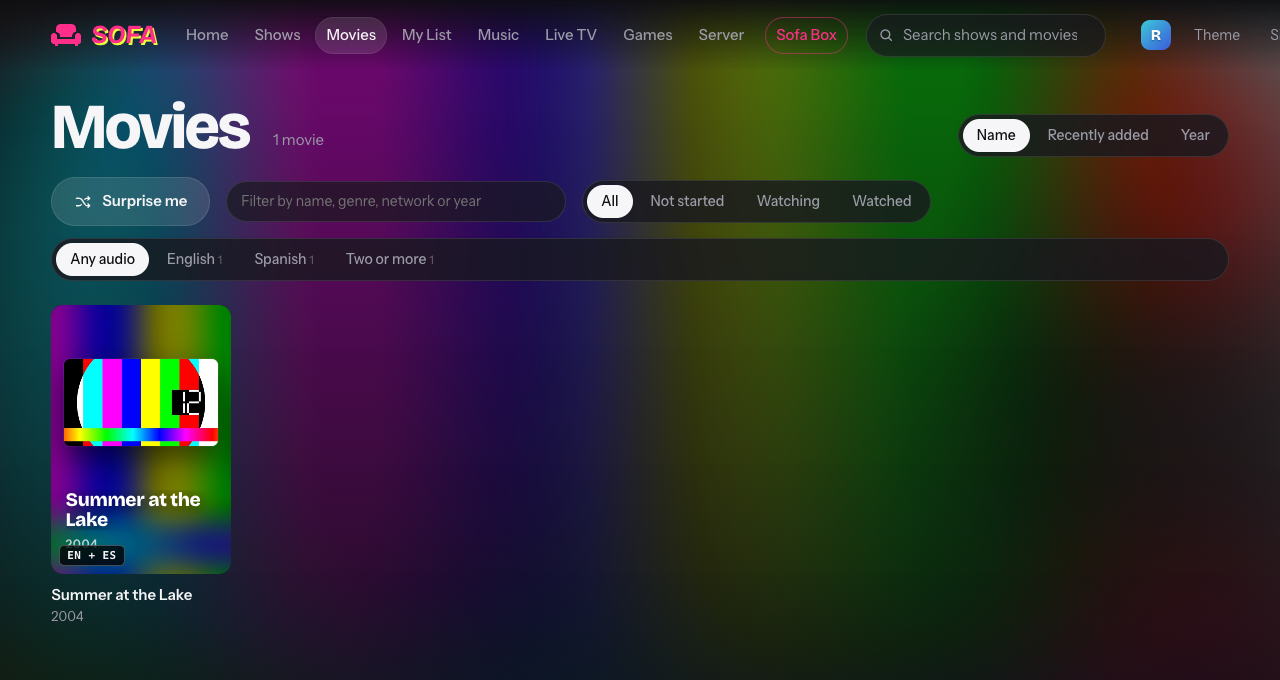 SOFA Home Shows Movies My List Music Live TV Games Server Sofa Box Search shows and movies R Theme
Movies 1 movie Name Recently added Year
Surprise me Filter by name, genre, network or year All Not started Watching Watched
Any audio English 1 Spanish 1 Two or more 1
12
Summer at the
Lake
2004
EN + ES
Summer at the Lake
2004